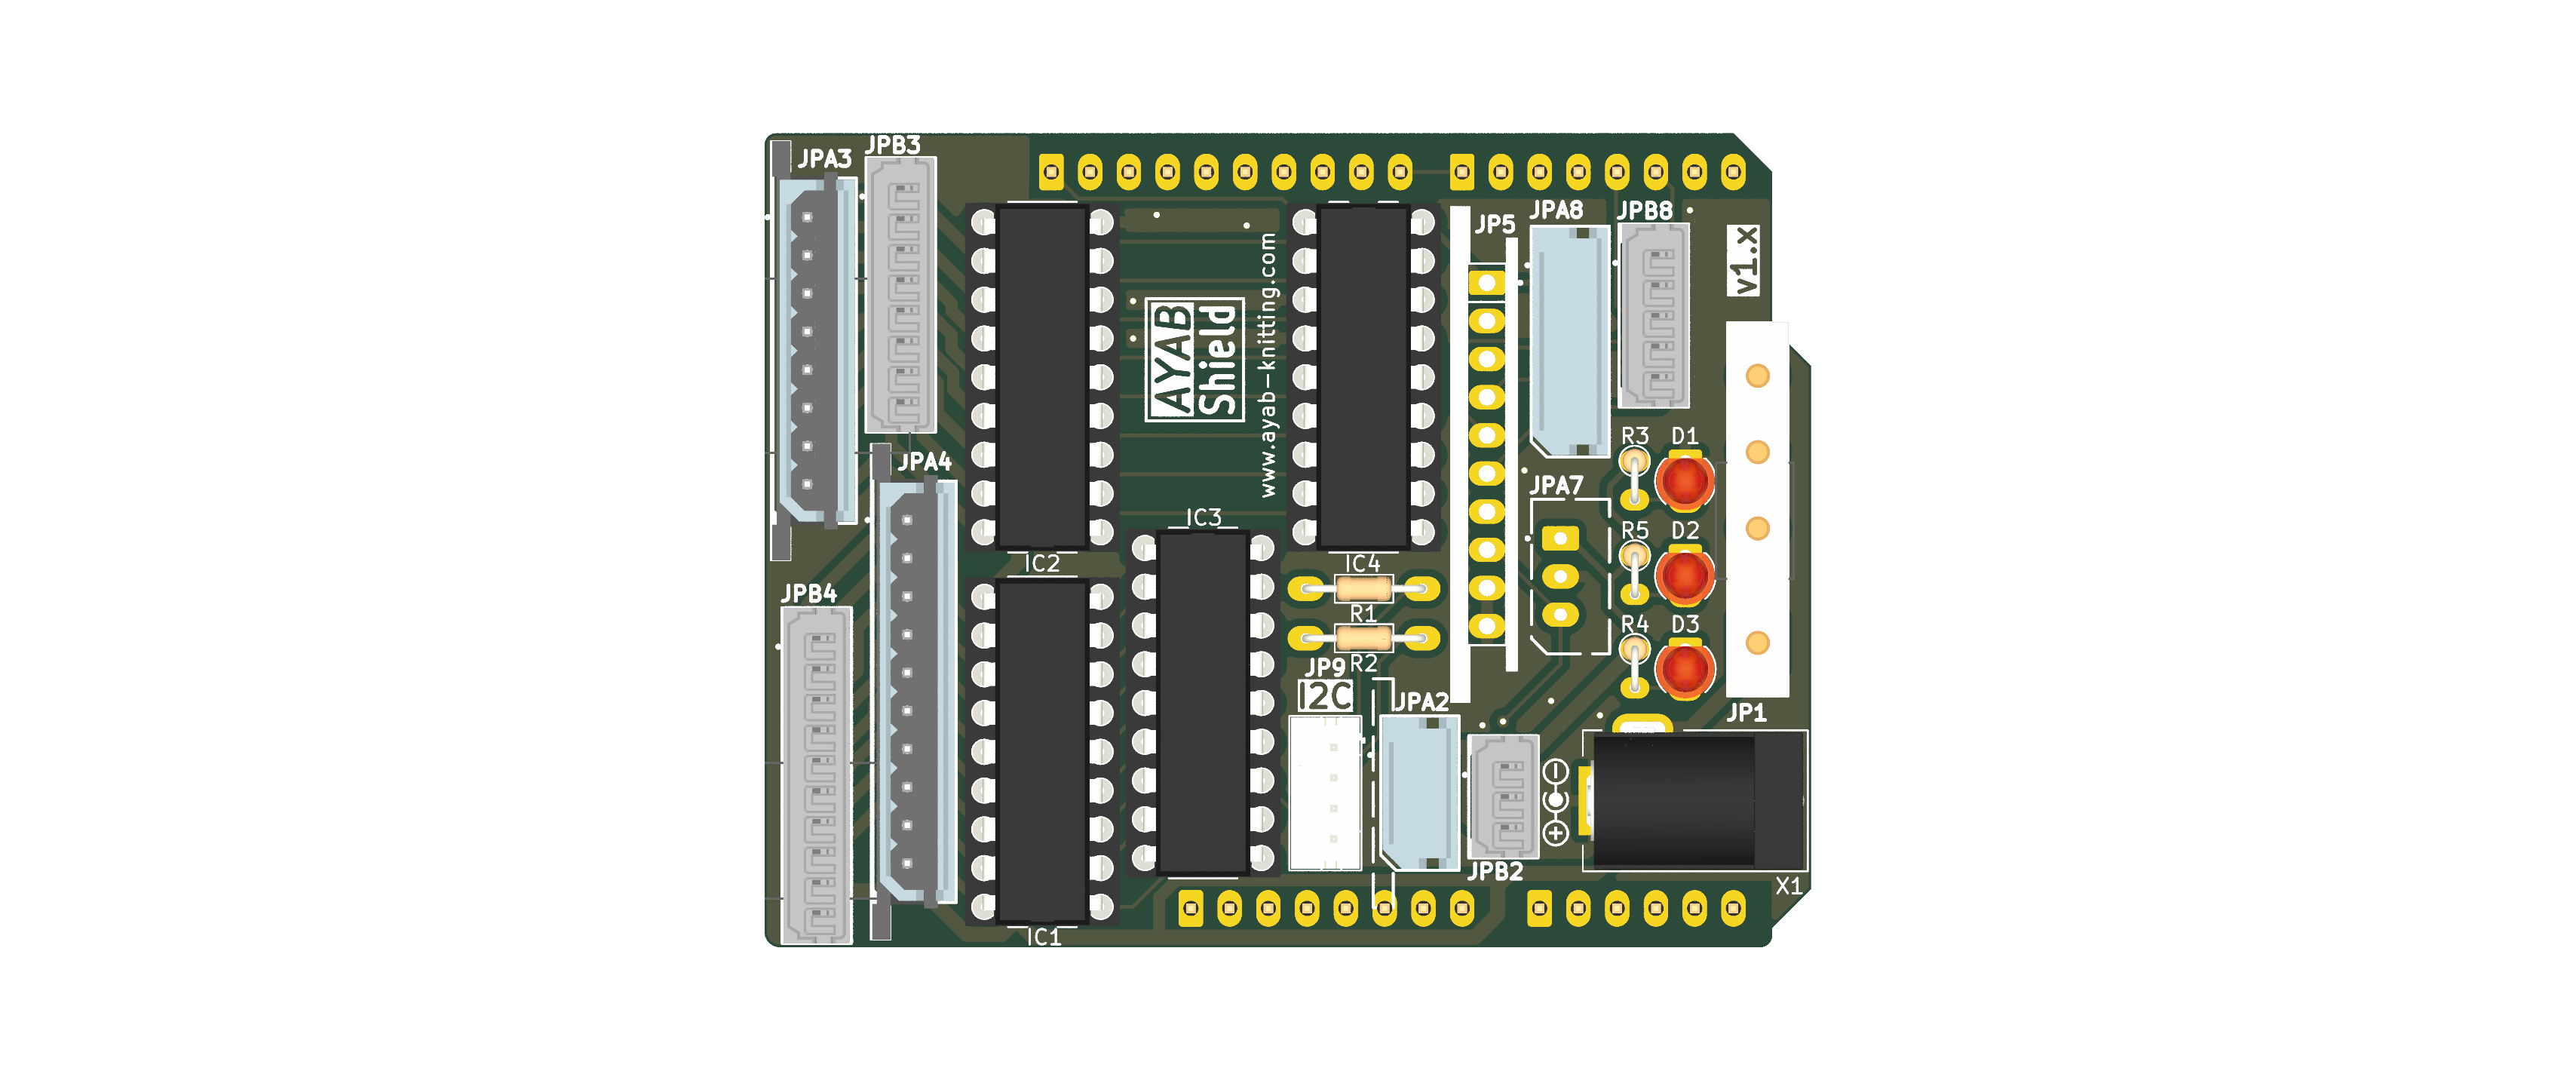 JPA3
JPB3
JP5
JPA8
JPB8
v1.x
AYAB
Shield
www.ayab-knitting.com
R3
D1
JPA4
JPA7
IC3
R5
D2
IC2
IC4
JPB4
R1
R4
D3
R2
JP9
I2C
JPA2
JP1
JPB2
X1
IC1